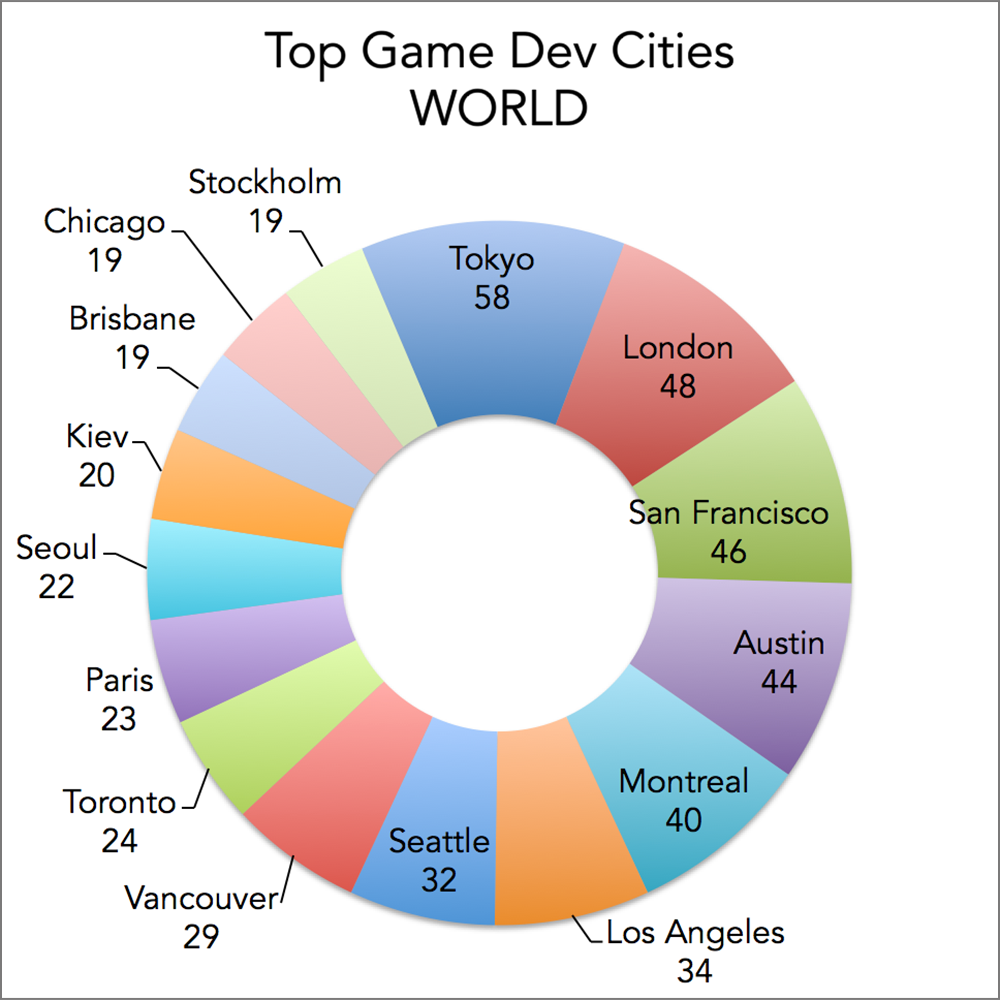 Top Game Dev Cities
WORLD
Tokyo
58
London
48
San Francisco
46
Austin
44
Montreal
40
Los Angeles
34
Seattle
32
Vancouver
29
Toronto
24
Paris
23
Seoul
22
Kiev
20
Brisbane
19
Chicago
19
Stockholm
19